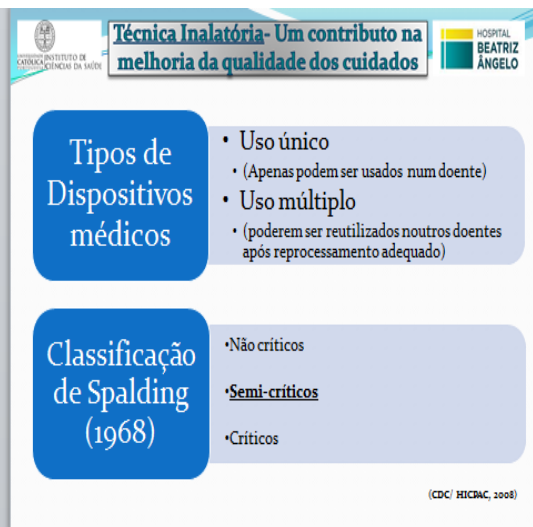 Técnica Inalatória- Um contributo na
melhoria da qualidade dos cuidados
CATÓLICA INSTITUTO DE
CIÊNCIAS DA SAÚDE
HOSPITAL
BEATRIZ
ÂNGELO
Tipos de
Dispositivos
médicos
• Uso único
• (Apenas podem ser usados num doente)
• Uso múltiplo
• (poderem ser reutilizados noutros doentes
após reprocessamento adequado)
Classificação
de Spalding
(1968)
•Não críticos
•Semi-críticos
•Críticos
(CDC/ HICPAC, 2008)